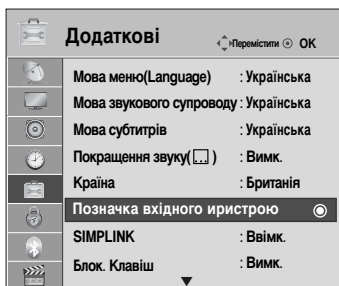 Додаткові
Перемістити OK
Мова меню(Language) : Українська
Мова звукового супроводу : Українська
Мова субтитрів : Українська
Покращення звуку( ) : Вимк.
Країна : Британія
Позначка вхідного иристрою
SIMPLINK : Ввімк.
Блок. Клавіш : Вимк.